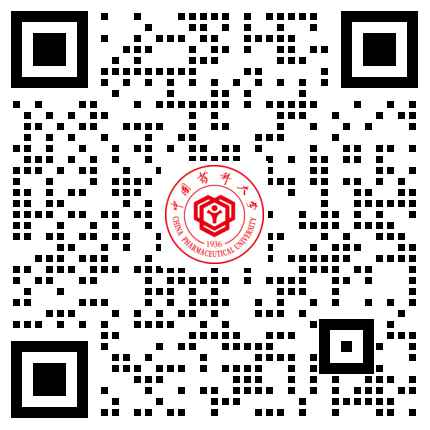 中国药科大学
CHINA PHARMACEUTICAL UNIVERSITY
1936